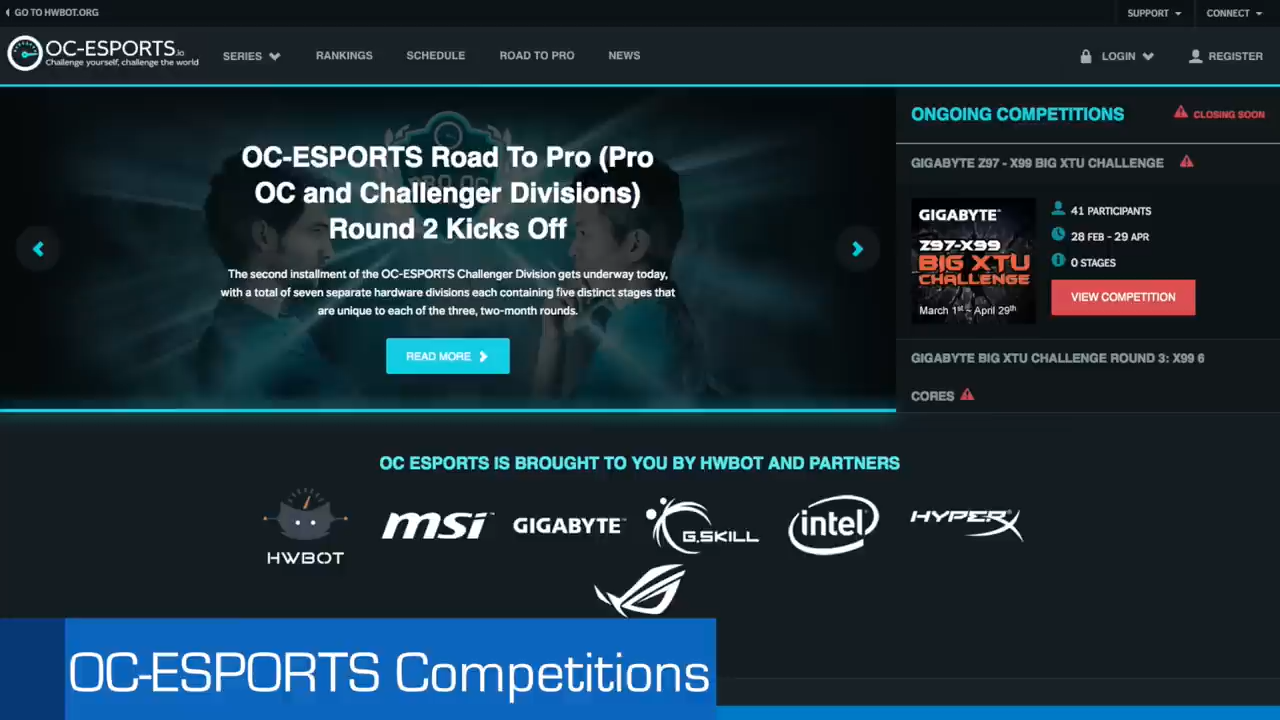 GO TO HWBOT.ORG
SUPPORT
CONNECT
OC-ESPORTS.io
Challenge yourself, challenge the world
SERIES
RANKINGS
SCHEDULE
ROAD TO PRO
NEWS
LOGIN
REGISTER
OC-ESPORTS Road To Pro (Pro
OC and Challenger Divisions)
Round 2 Kicks Off
The second installment of the OC-ESPORTS Challenger Division gets underway today,
with a total of seven separate hardware divisions each containing five distinct stages that
are unique to each of the three, two-month rounds.
READ MORE
ONGOING COMPETITIONS
CLOSING SOON
GIGABYTE Z97 - X99 BIG XTU CHALLENGE
GIGABYTE™
Z97-X99
BIG XTU
CHALLENGE
March 1st - April 29th
41 PARTICIPANTS
28 FEB - 29 APR
0 STAGES
VIEW COMPETITION
GIGABYTE BIG XTU CHALLENGE ROUND 3: X99 6
CORES
OC ESPORTS IS BROUGHT TO YOU BY HWBOT AND PARTNERS
HWBOT
msi™
GIGABYTE™
G.SKILL
intel
HYPERX
OC-ESPORTS Competitions